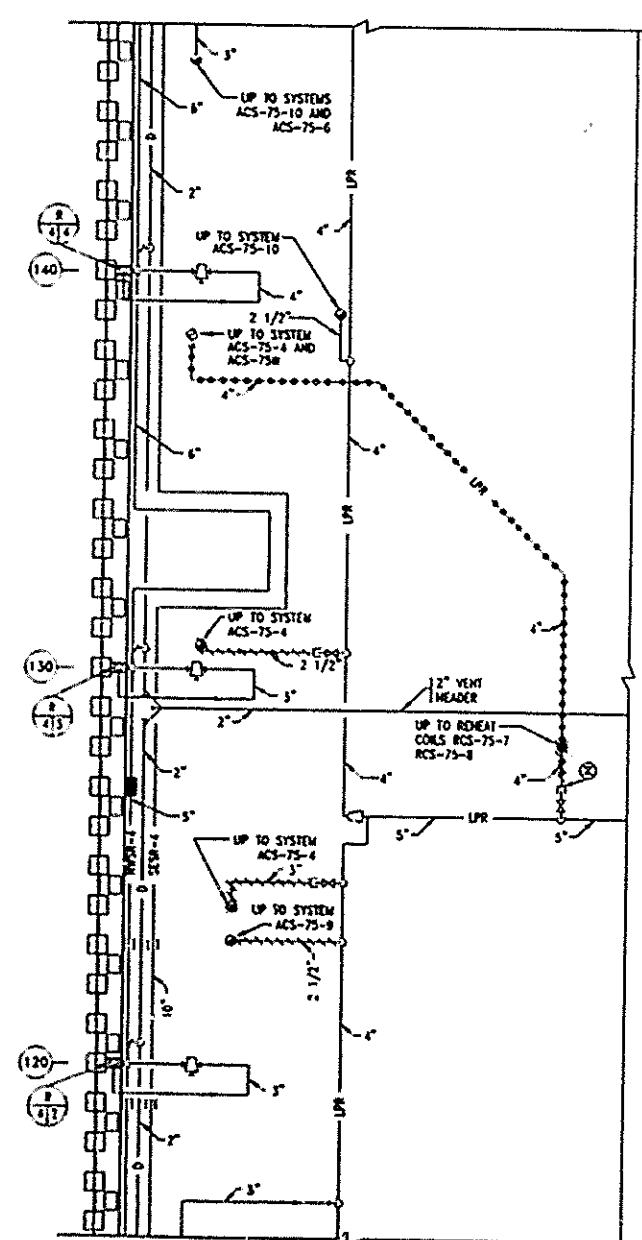 3"
6"
UP TO SYSTEMS
ACS-75-10 AND
ACS-75-6
LPR
2"
R
4 4
4"
UP TO SYSTEM
ACS-75-10
140
4"
2 1/2"
UP TO SYSTEM
ACS-75-4 AND
4"
4"
6"
LPR
LPR
4"
UP TO SYSTEM
ACS-75-4
130
2 1/2"
3"
R
4 3
2" VENT
HEADER
2"
UP TO REHEAT
COILS RCS-75-7
RCS-75-8
2"
4"
4"
5"
5"
LPR
5"
UP TO SYSTEM
ACS-75-4
3"
SESR-4
UP TO SYSTEM
ACS-75-9
2 1/2"
10"
4"
120
3"
R
4 2
LPR
2"
3"